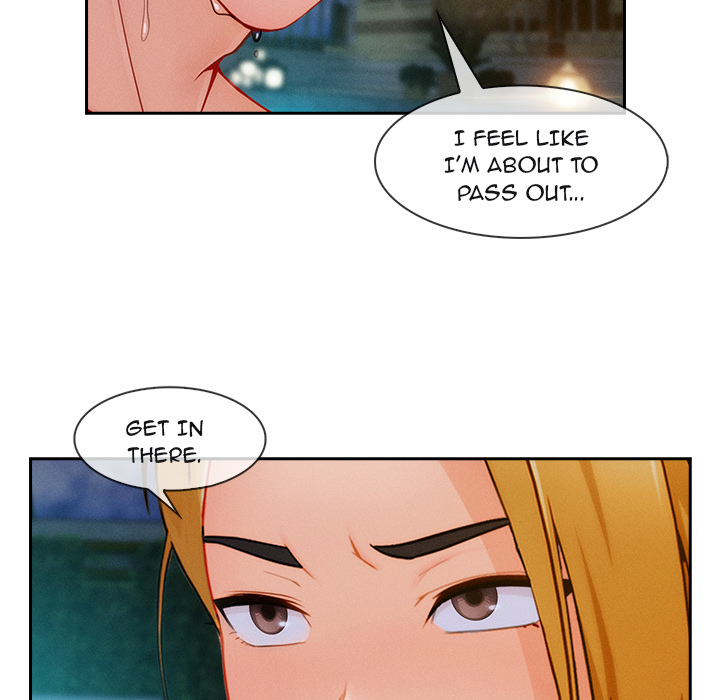 I FEEL LIKE
I'M ABOUT TO
PASS OUT...
GET IN
THERE.